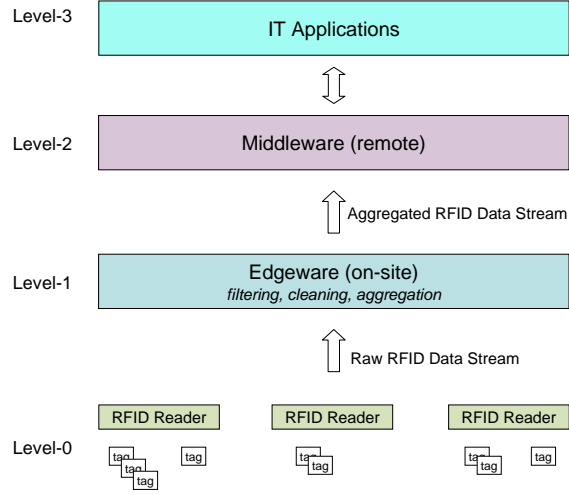 Level-3
IT Applications
Level-2
Middleware (remote)
Aggregated RFID Data Stream
Level-1
Edgeware (on-site)
filtering, cleaning, aggregation
Raw RFID Data Stream
RFID Reader
RFID Reader
RFID Reader
Level-0
tag
tag
tag
tag
tag
tag
tag
tag
tag